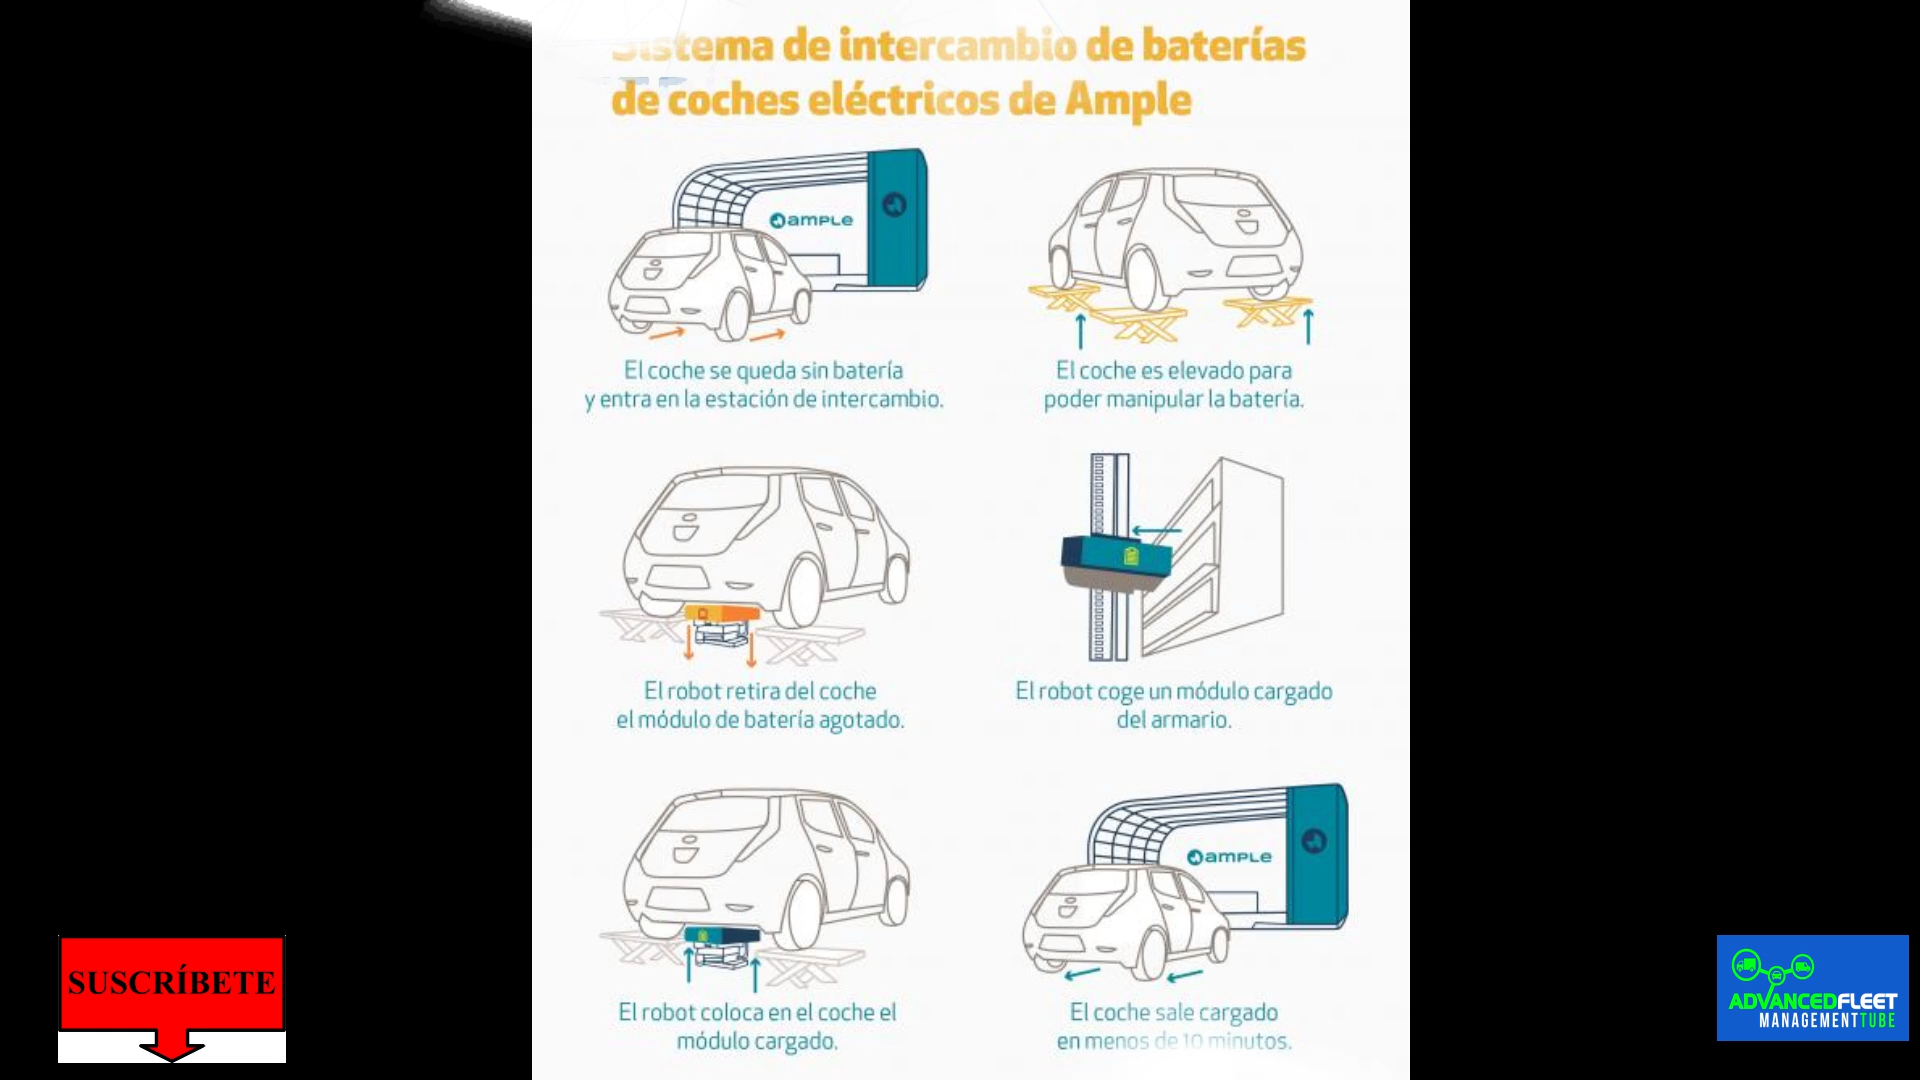 Sistema de intercambio de baterías
de coches eléctricos de Ample
AMPLE
El coche se queda sin batería
y entra en la estación de intercambio.
El coche es elevado para
poder manipular la batería.
El robot retira del coche
el módulo de batería agotado.
El robot coge un módulo cargado
del armario.
El robot coloca en el coche el
módulo cargado.
AMPLE
El coche sale cargado
en menos de 10 minutos.
SUSCRÍBETE
ADVANCEDFLEET
MANAGEMENTTUBE